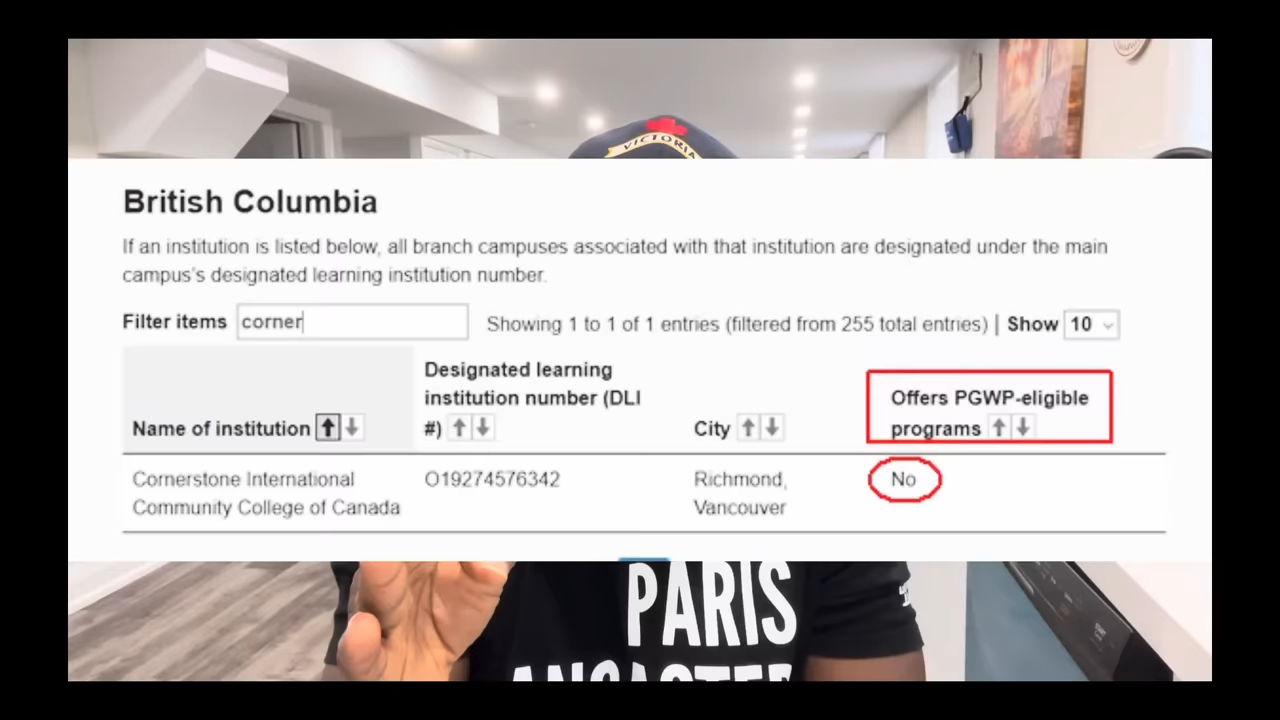 VICTORIA
British Columbia
If an institution is listed below, all branch campuses associated with that institution are designated under the main
campus's designated learning institution number.
Filter items corner Showing 1 to 1 of 1 entries (filtered from 255 total entries) | Show 10
Designated learning
institution number (DLI Offers PGWP-eligible
Name of institution #) City programs
Cornerstone International O19274576342 Richmond, No
Community College of Canada Vancouver
PARIS